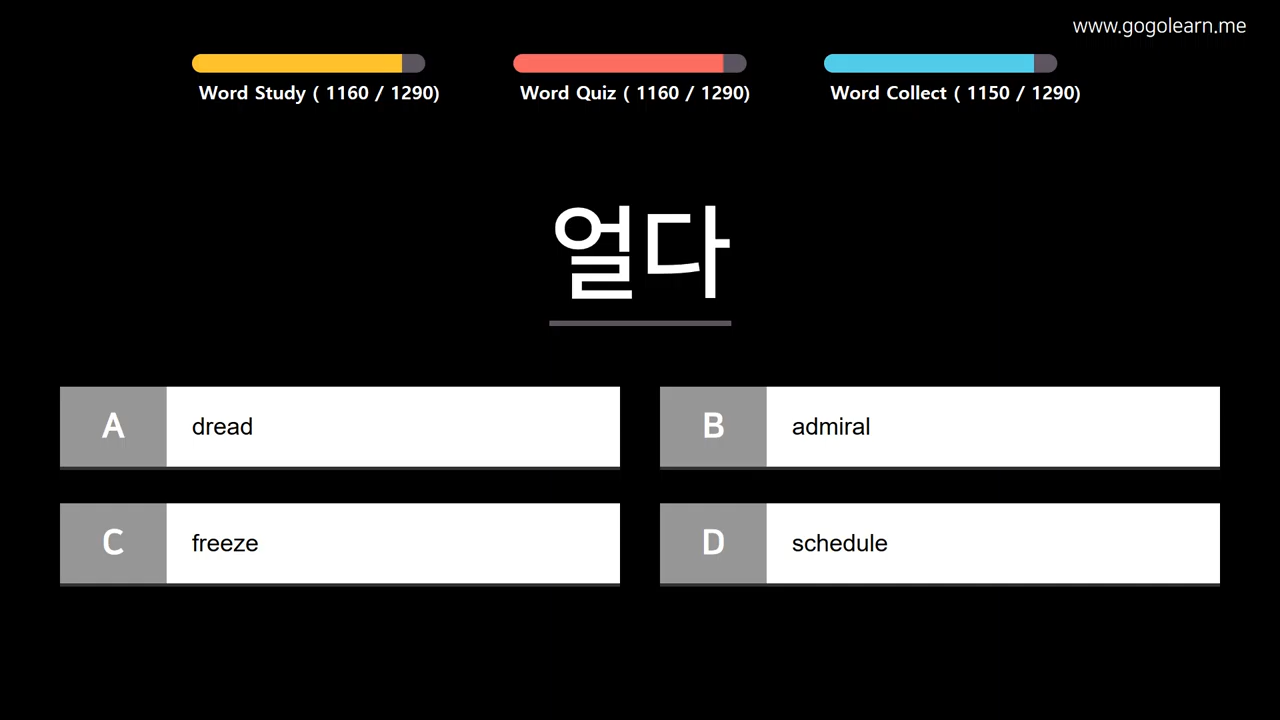 www.gogolearn.me
Word Study ( 1160 / 1290)
Word Quiz ( 1160 / 1290)
Word Collect ( 1150 / 1290)
얼다
A dread
B admiral
C freeze
D schedule